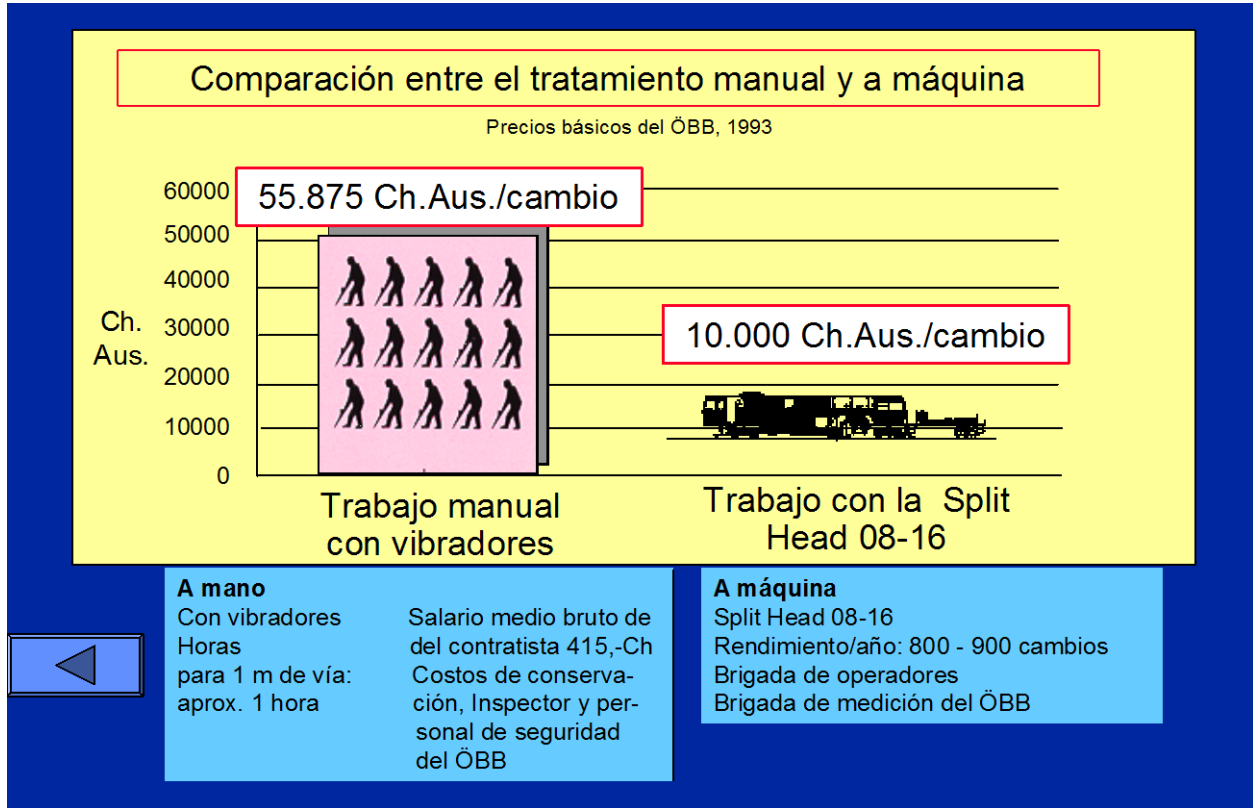 Comparación entre el tratamiento manual y a máquina
Precios básicos del ÖBB, 1993
60000
50000
40000
30000
20000
10000
0
Ch.
Aus.
55.875 Ch.Aus./cambio
10.000 Ch.Aus./cambio
Trabajo manual
con vibradores
Trabajo con la Split
Head 08-16
A mano
Con vibradores
Horas
para 1 m de vía:
aprox. 1 hora
Salario medio bruto de
del contratista 415,-Ch
Costos de conserva-
ción, Inspector y per-
sonal de seguridad
del ÖBB
A máquina
Split Head 08-16
Rendimiento/año: 800 - 900 cambios
Brigada de operadores
Brigada de medición del ÖBB